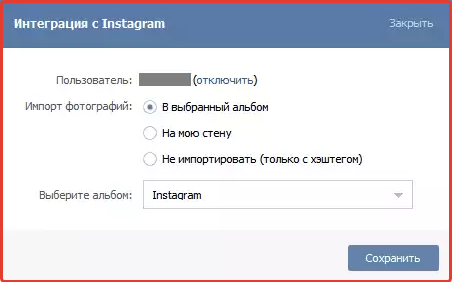 Интеграция с Instagram Закрыть
Пользователь: (отключить)
Импорт фотографий: В выбранный альбом
На мою стену
Не импортировать (только с хэштегом)
Выберите альбом: Instagram
Сохранить